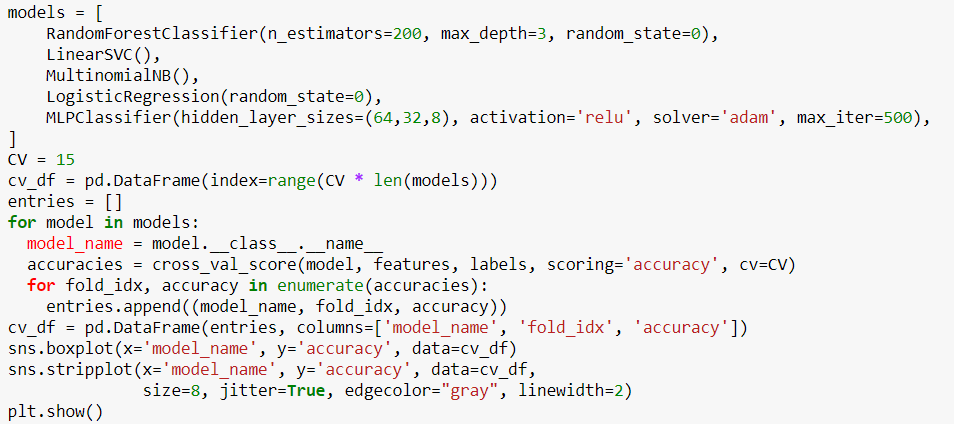 models = [
    RandomForestClassifier(n_estimators=200, max_depth=3, random_state=0),
    LinearSVC(),
    MultinomialNB(),
    LogisticRegression(random_state=0),
    MLPClassifier(hidden_layer_sizes=(64,32,8), activation='relu', solver='adam', max_iter=500),
]
CV = 15
cv_df = pd.DataFrame(index=range(CV * len(models)))
entries = []
for model in models:
  model_name = model.__class__.__name__
  accuracies = cross_val_score(model, features, labels, scoring='accuracy', cv=CV)
  for fold_idx, accuracy in enumerate(accuracies):
    entries.append((model_name, fold_idx, accuracy))
cv_df = pd.DataFrame(entries, columns=['model_name', 'fold_idx', 'accuracy'])
sns.boxplot(x='model_name', y='accuracy', data=cv_df)
sns.stripplot(x='model_name', y='accuracy', data=cv_df,
              size=8, jitter=True, edgecolor="gray", linewidth=2)
plt.show()